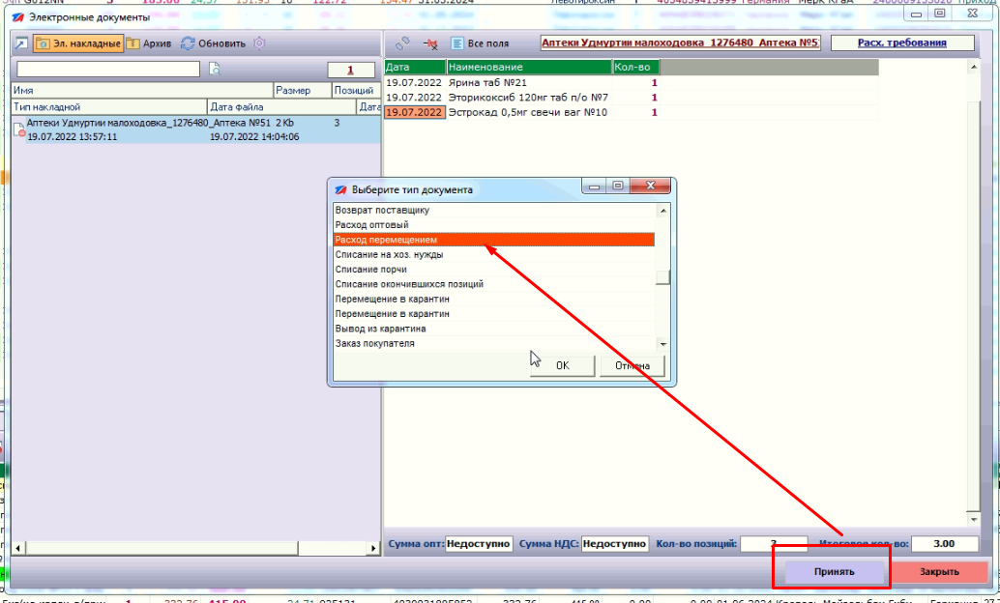 Электронные документы
Эл. накладные Архив Обновить Все поля Аптеки Удмуртии малоходовка_1276480_Аптека №5 Расх. требования
1
Имя Размер Позиций
Тип накладной Дата файла Дата
Аптеки Удмуртии малоходовка_1276480_Аптека №51 2 Kb 3
19.07.2022 13:57:11 19.07.2022 14:04:06
Дата Наименование Кол-во
19.07.2022 Ярина таб №21 1
19.07.2022 Эторикоксиб 120мг таб п/о №7 1
19.07.2022 Эстрокад 0,5мг свечи ваг №10 1
Выберите тип документа
Возврат поставщику
Расход оптовый
Расход перемещением
Списание на хоз. нужды
Списание порчи
Списание окончившихся позиций
Перемещение в карантин
Перемещение в карантин
Вывод из карантина
Заказ покупателя
OK Отмена
Сумма опт: Недоступно Сумма НДС: Недоступно Кол-во позиций: 3 Итоговое кол-во: 3.00
Принять Закрыть